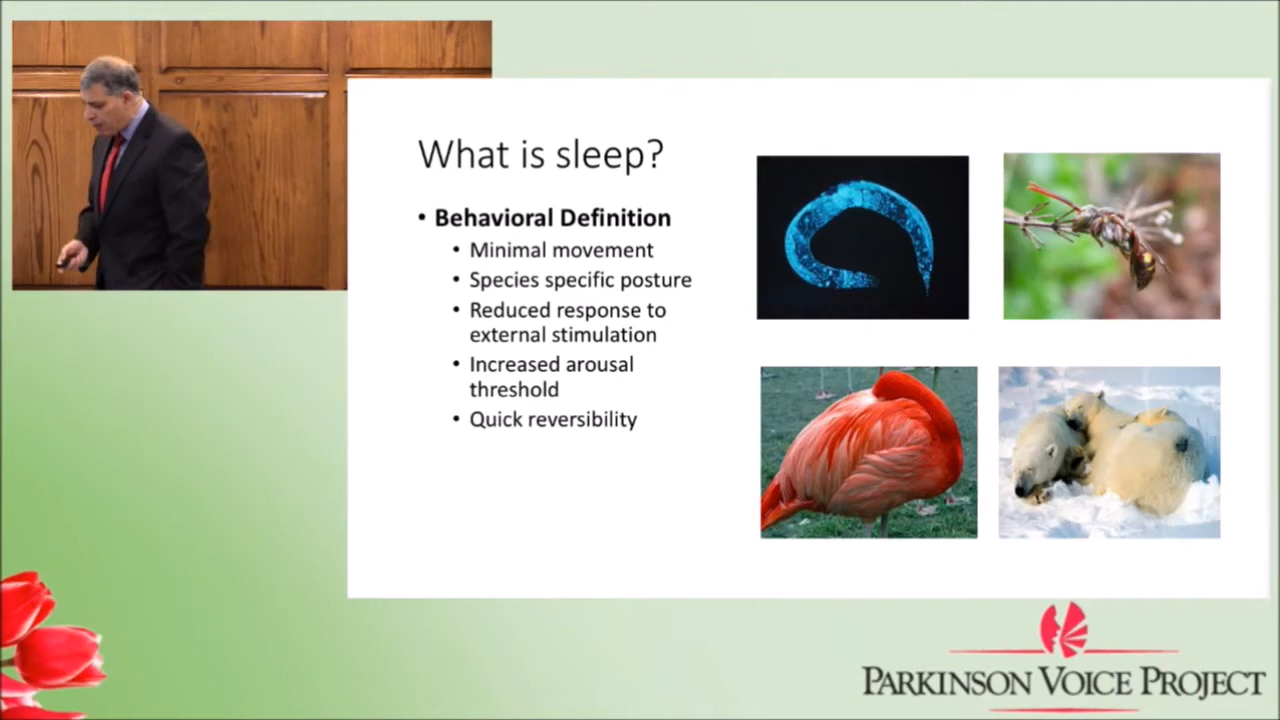 What is sleep?
• Behavioral Definition
• Minimal movement
• Species specific posture
• Reduced response to
external stimulation
• Increased arousal
threshold
• Quick reversibility
PARKINSON VOICE PROJECT